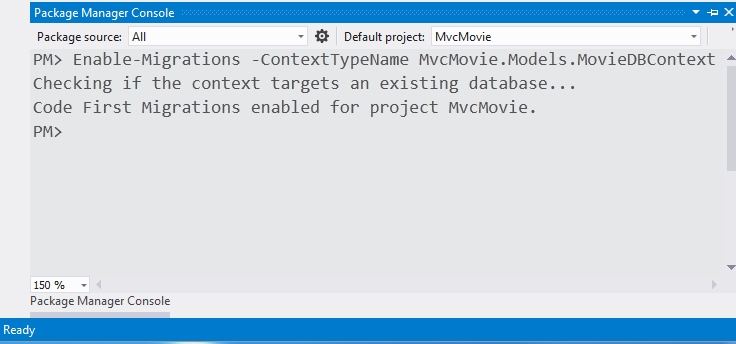 Package Manager Console
Package source: All Default project: MvcMovie
PM> Enable-Migrations -ContextTypeName MvcMovie.Models.MovieDBContext
Checking if the context targets an existing database...
Code First Migrations enabled for project MvcMovie.
PM>
150 %
Package Manager Console
Ready